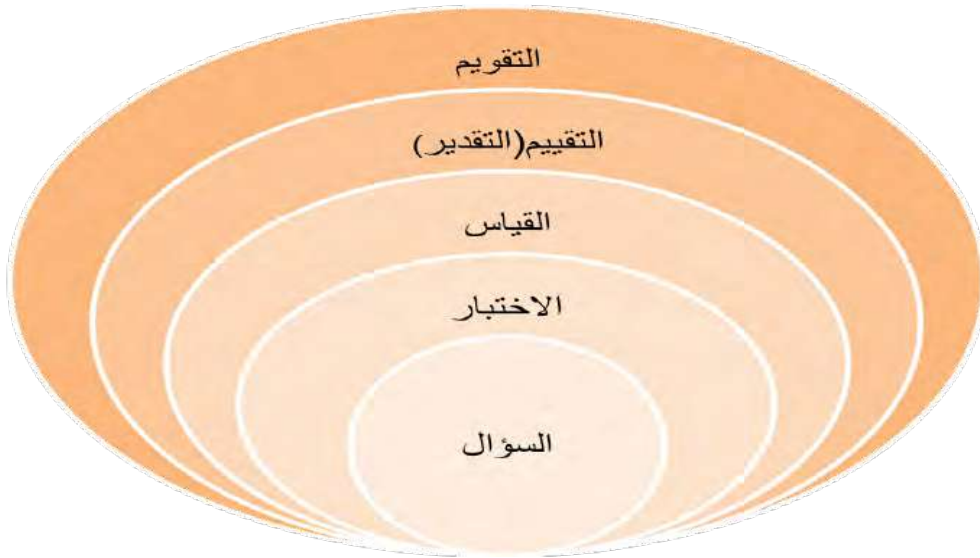 التقويم
التقييم(التقدير)
القياس
الاختبار
السؤال